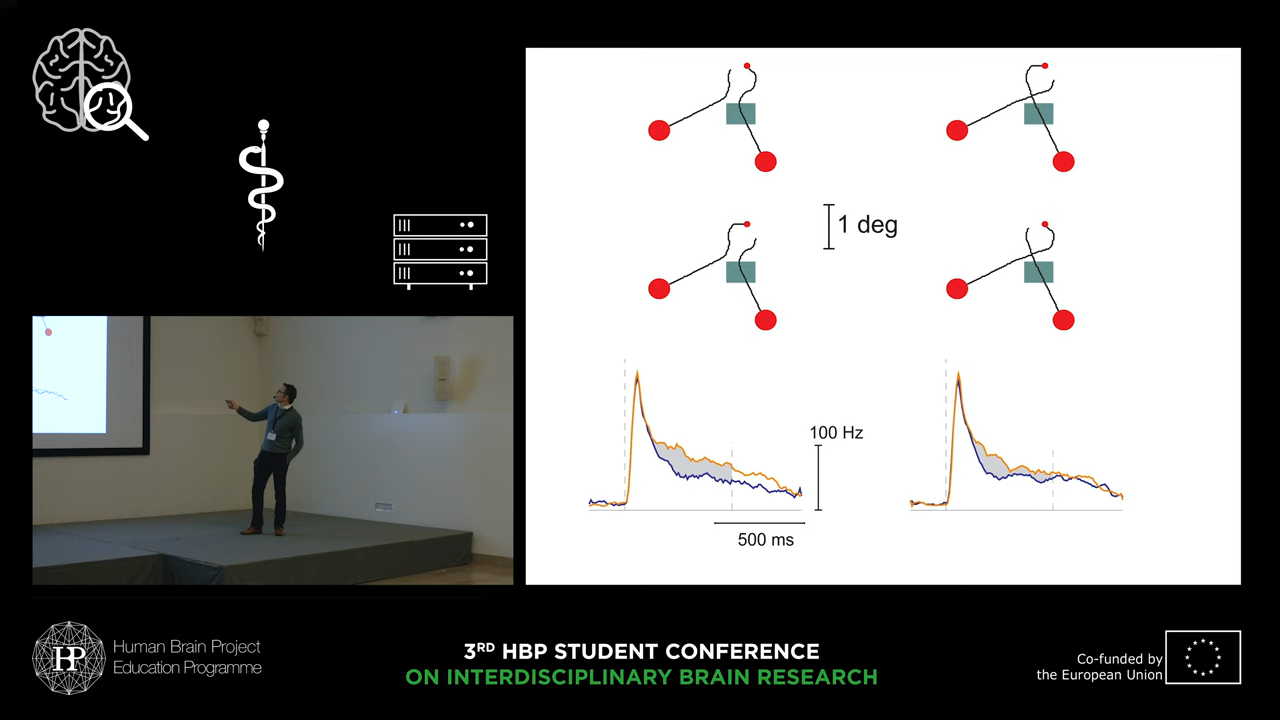 1 deg
100 Hz
500 ms
HP
Human Brain Project
Education Programme
3RD HBP STUDENT CONFERENCE
ON INTERDISCIPLINARY BRAIN RESEARCH
Co-funded by
the European Union